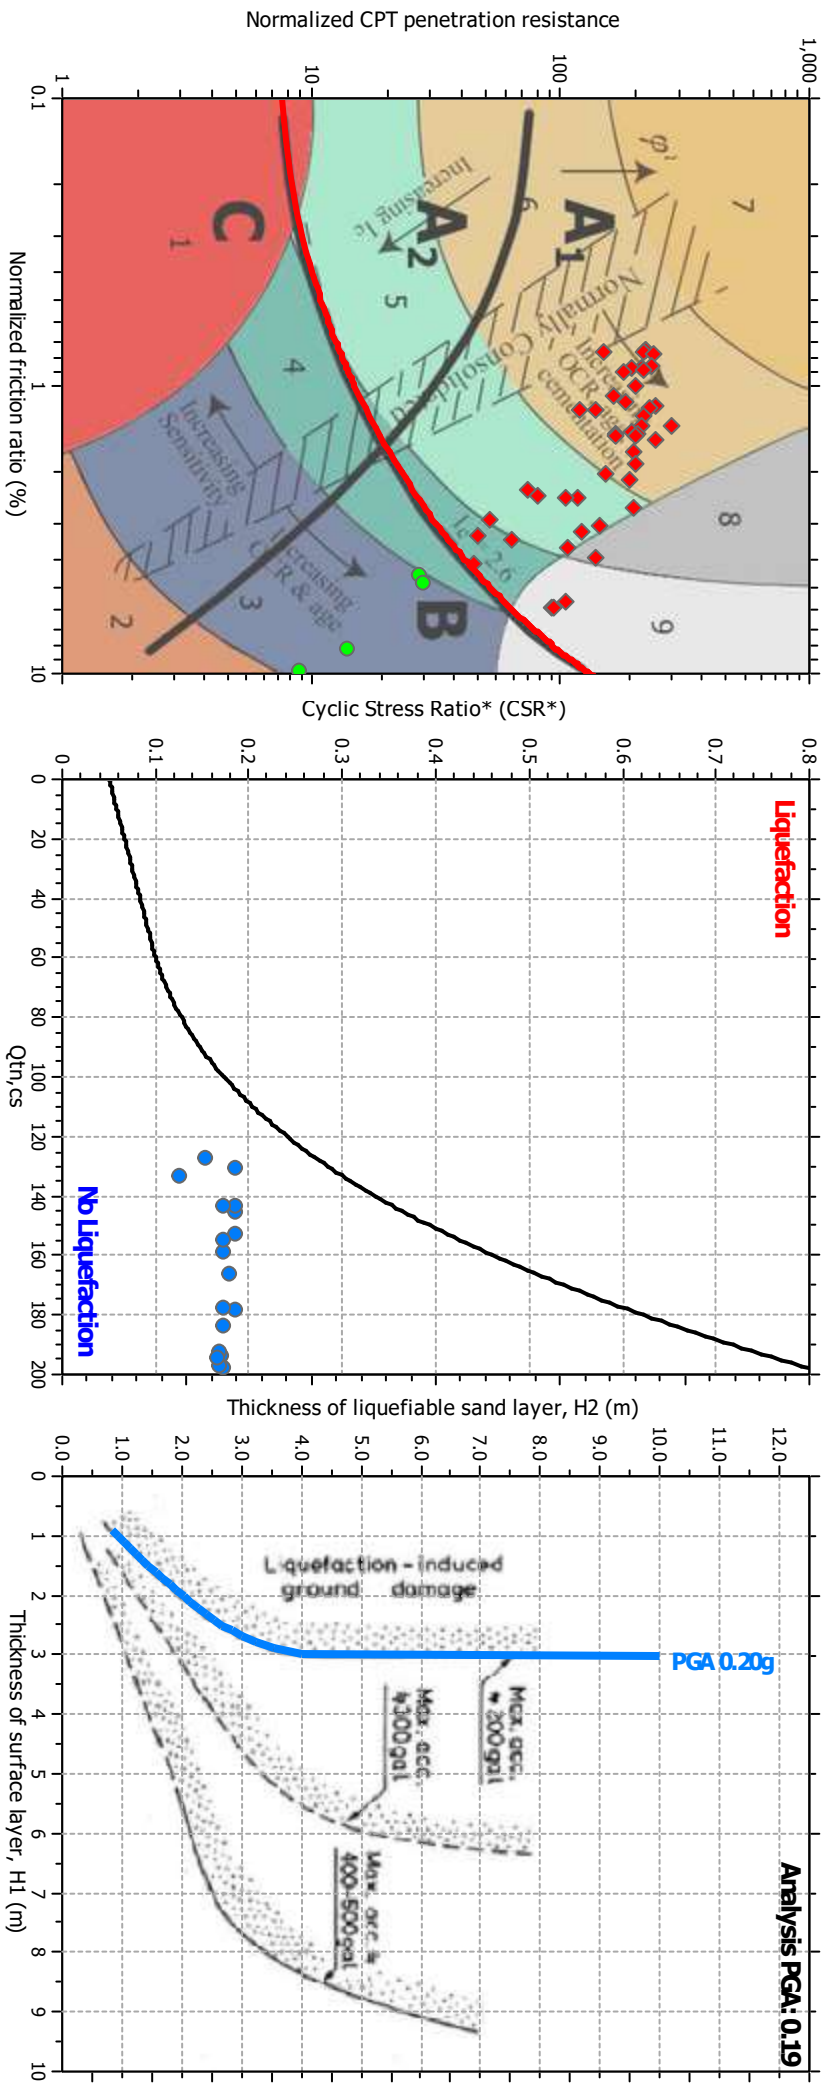 Normalized CPT penetration resistance
1,000
100
10
1
0.1
1
10
Normalized friction ratio (%)
7
φ'
6
A1
8
A2
5
9
Increasing Ic
Normally Consolidated
Increasing
OCR, age
cementation
Ic = 2.6
C
1
4
B
Increasing
Sensitivity
Increasing
OCR & age
3
2
Cyclic Stress Ratio* (CSR*)
0.8
0.7
0.6
0.5
0.4
0.3
0.2
0.1
0
0
20
40
60
80
100
120
140
160
180
200
Qtn,cs
Liquefaction
No Liquefaction
Thickness of liquefiable sand layer, H2 (m)
12.0
11.0
10.0
9.0
8.0
7.0
6.0
5.0
4.0
3.0
2.0
1.0
0.0
0
1
2
3
4
5
6
7
8
9
10
Thickness of surface layer, H1 (m)
Analysis PGA: 0.19
PGA 0.20g
Liquefaction-induced
ground damage
Max. acc.
200gal
Max. acc.
300gal
Max. acc.
400-500gal